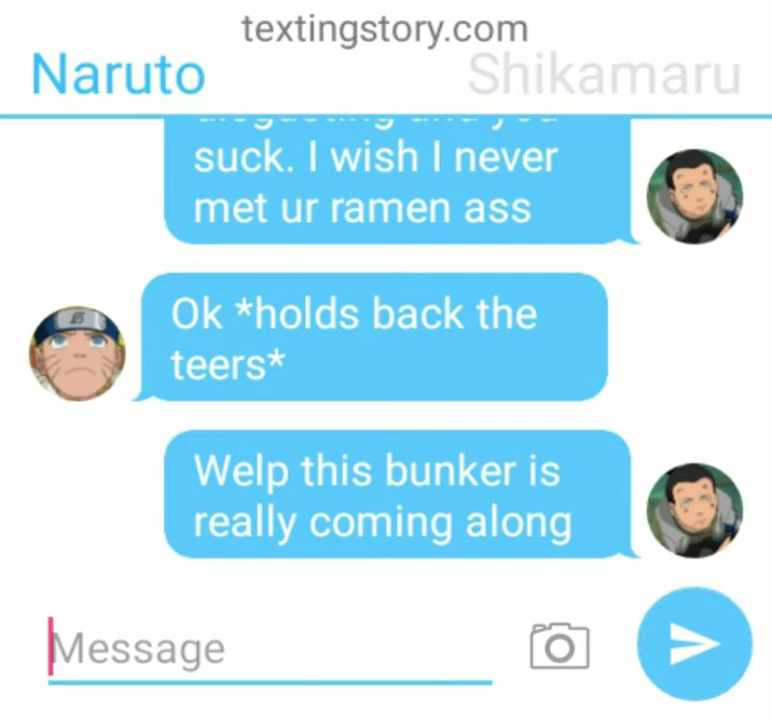 textingstory.com
Naruto Shikamaru
suck. I wish I never
met ur ramen ass
Ok *holds back the
teers*
Welp this bunker is
really coming along
Message